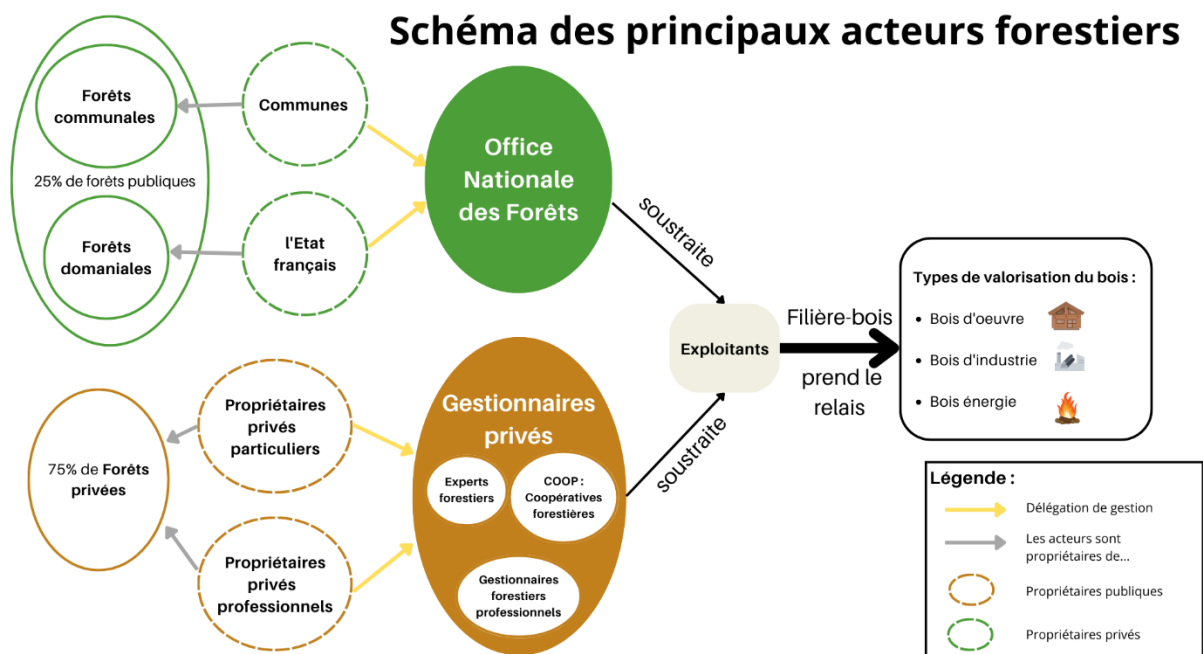 Schéma des principaux acteurs forestiers
Forêts
communales
25% de forêts publiques
Forêts
domaniales
Communes
l'Etat
français
Office
Nationale
des Forêts
soustraite
75% de Forêts
privées
Propriétaires
privés
particuliers
Propriétaires
privés
professionnels
Gestionnaires
privés
Experts
forestiers
COOP :
Coopératives
forestières
Gestionnaires
forestiers
professionnels
soustraite
Exploitants
Filière-bois
prend le
relais
Types de valorisation du bois :
• Bois d'oeuvre
• Bois d'industrie
• Bois énergie
Légende :
Délégation de gestion
Les acteurs sont
propriétaires de...
Propriétaires publiques
Propriétaires privés